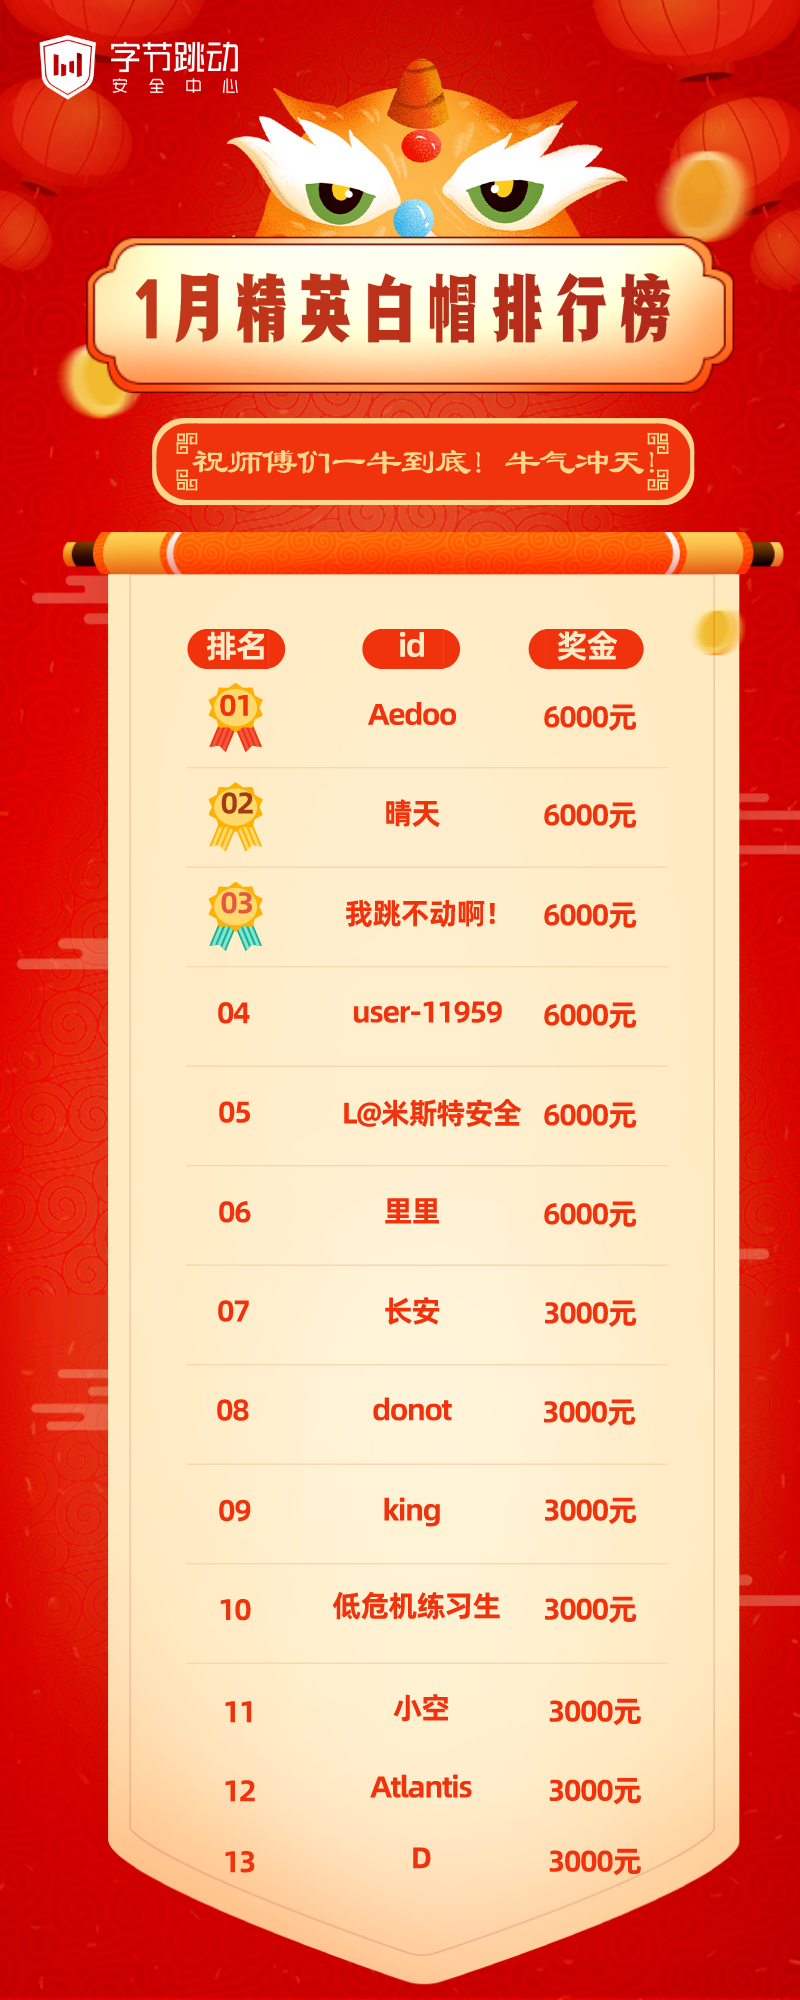 字节跳动
安全中心
1月精英白帽排行榜
祝师傅们一牛到底！牛气冲天！
排名 id 奖金
01 Aedoo 6000元
02 晴天 6000元
03 我跳不动啊！ 6000元
04 user-11959 6000元
05 L@米斯特安全 6000元
06 里里 6000元
07 长安 3000元
08 donot 3000元
09 king 3000元
10 低危机练习生 3000元
11 小空 3000元
12 Atlantis 3000元
13 D 3000元